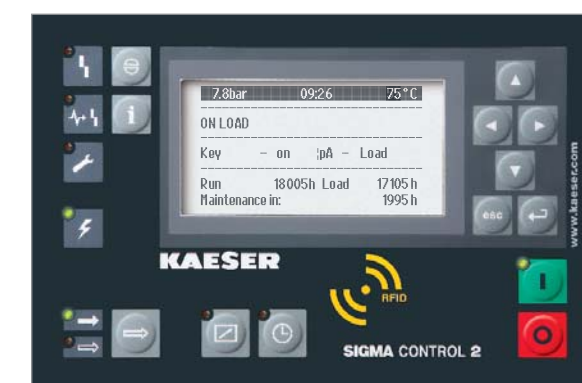 7.8bar 09:26 75°C
ON LOAD
Key - on ¦pA - Load
Run 18005h Load 17105h
Maintenance in: 1995h
esc
www.kaeser.com
KAESER
RFID
SIGMA CONTROL 2